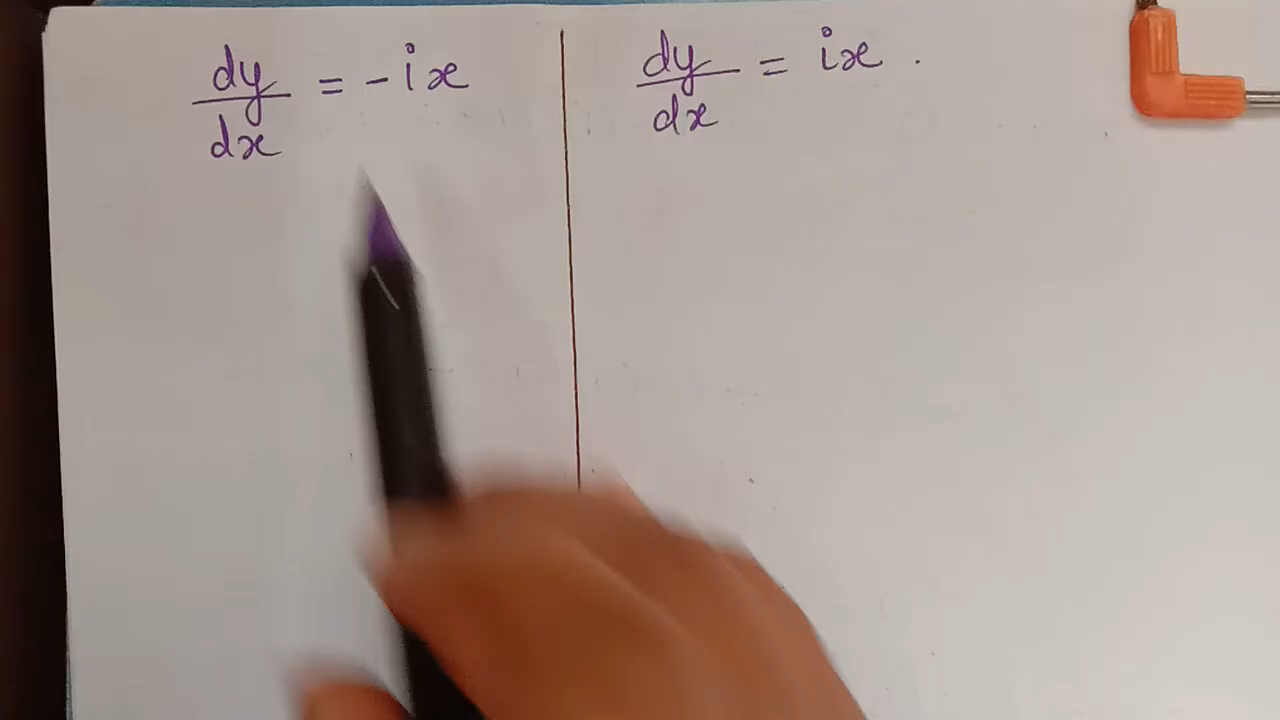 dy/dx = -ix
dy/dx = ix .